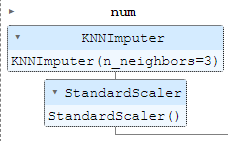 num
KNNImputer
KNNImputer(n_neighbors=3)
StandardScaler
StandardScaler()